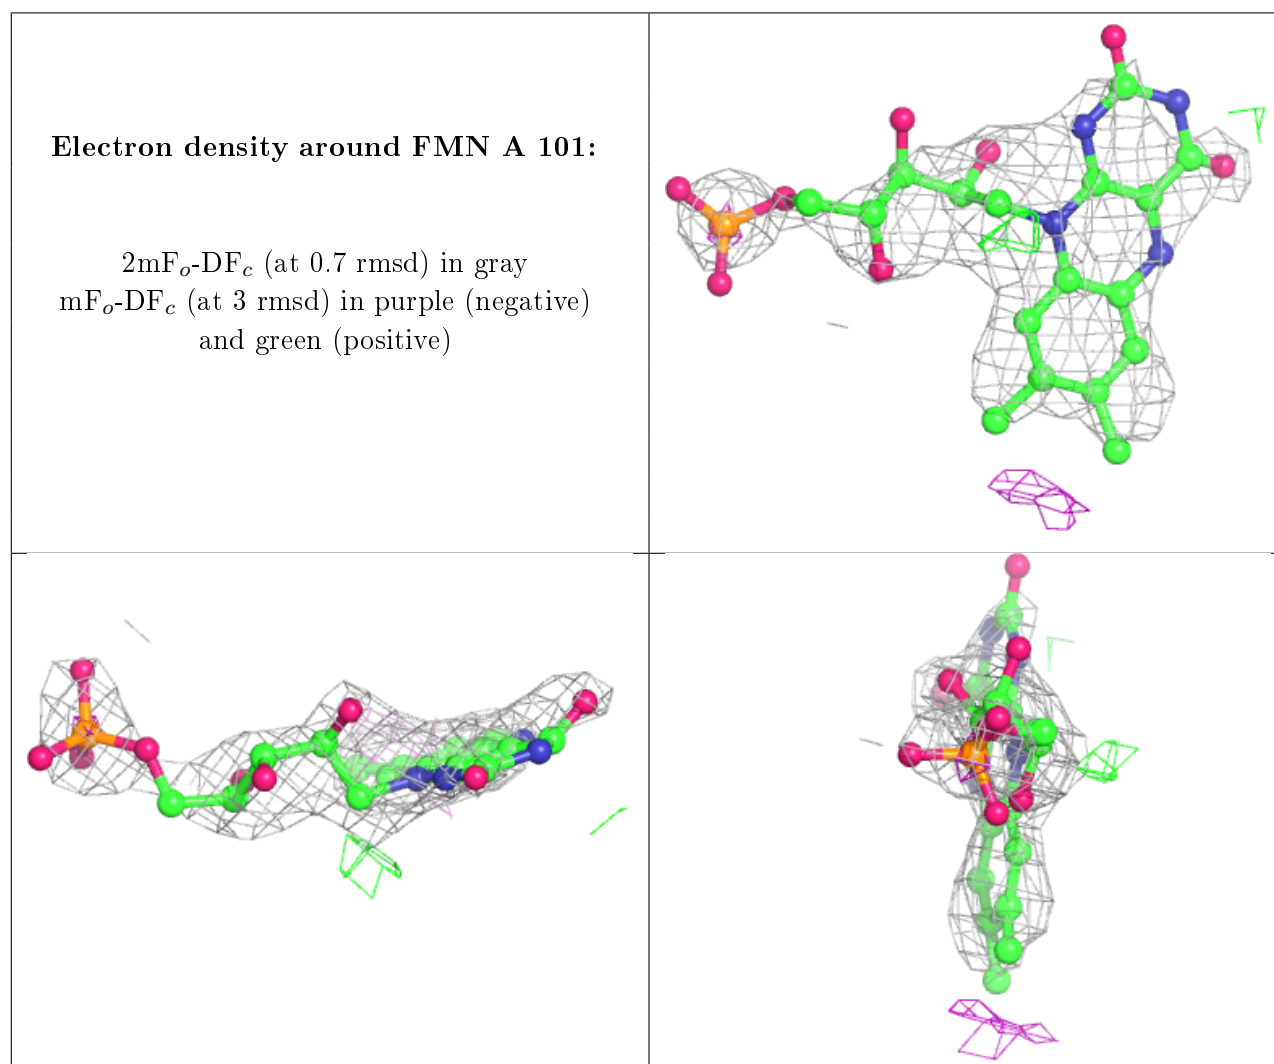 Electron density around FMN A 101:
2mFo-DFc (at 0.7 rmsd) in gray
mFo-DFc (at 3 rmsd) in purple (negative)
and green (positive)